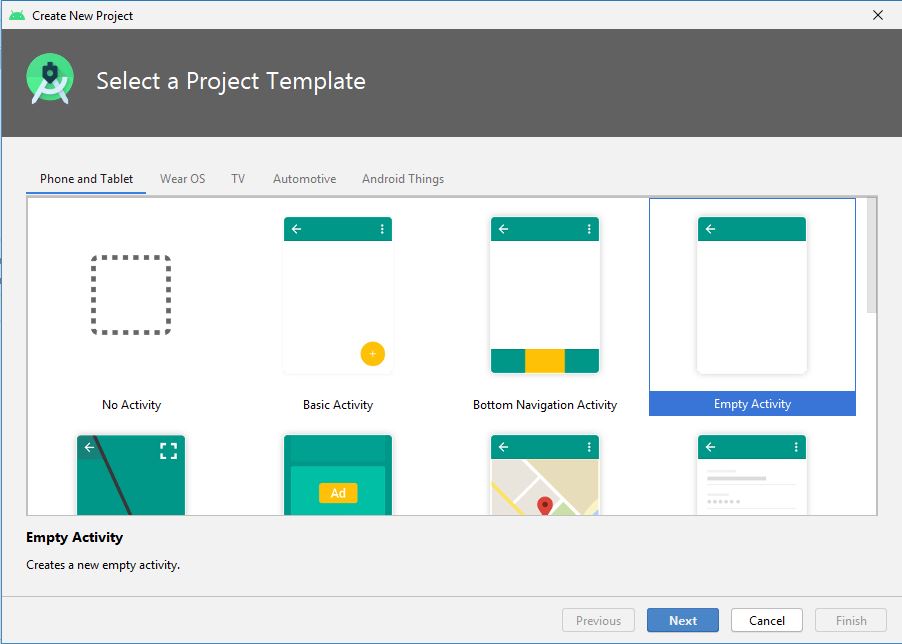 Create New Project
Select a Project Template
Phone and Tablet
Wear OS
TV
Automotive
Android Things
No Activity
Basic Activity
Bottom Navigation Activity
Empty Activity
Ad
Empty Activity
Creates a new empty activity.
Previous
Next
Cancel
Finish